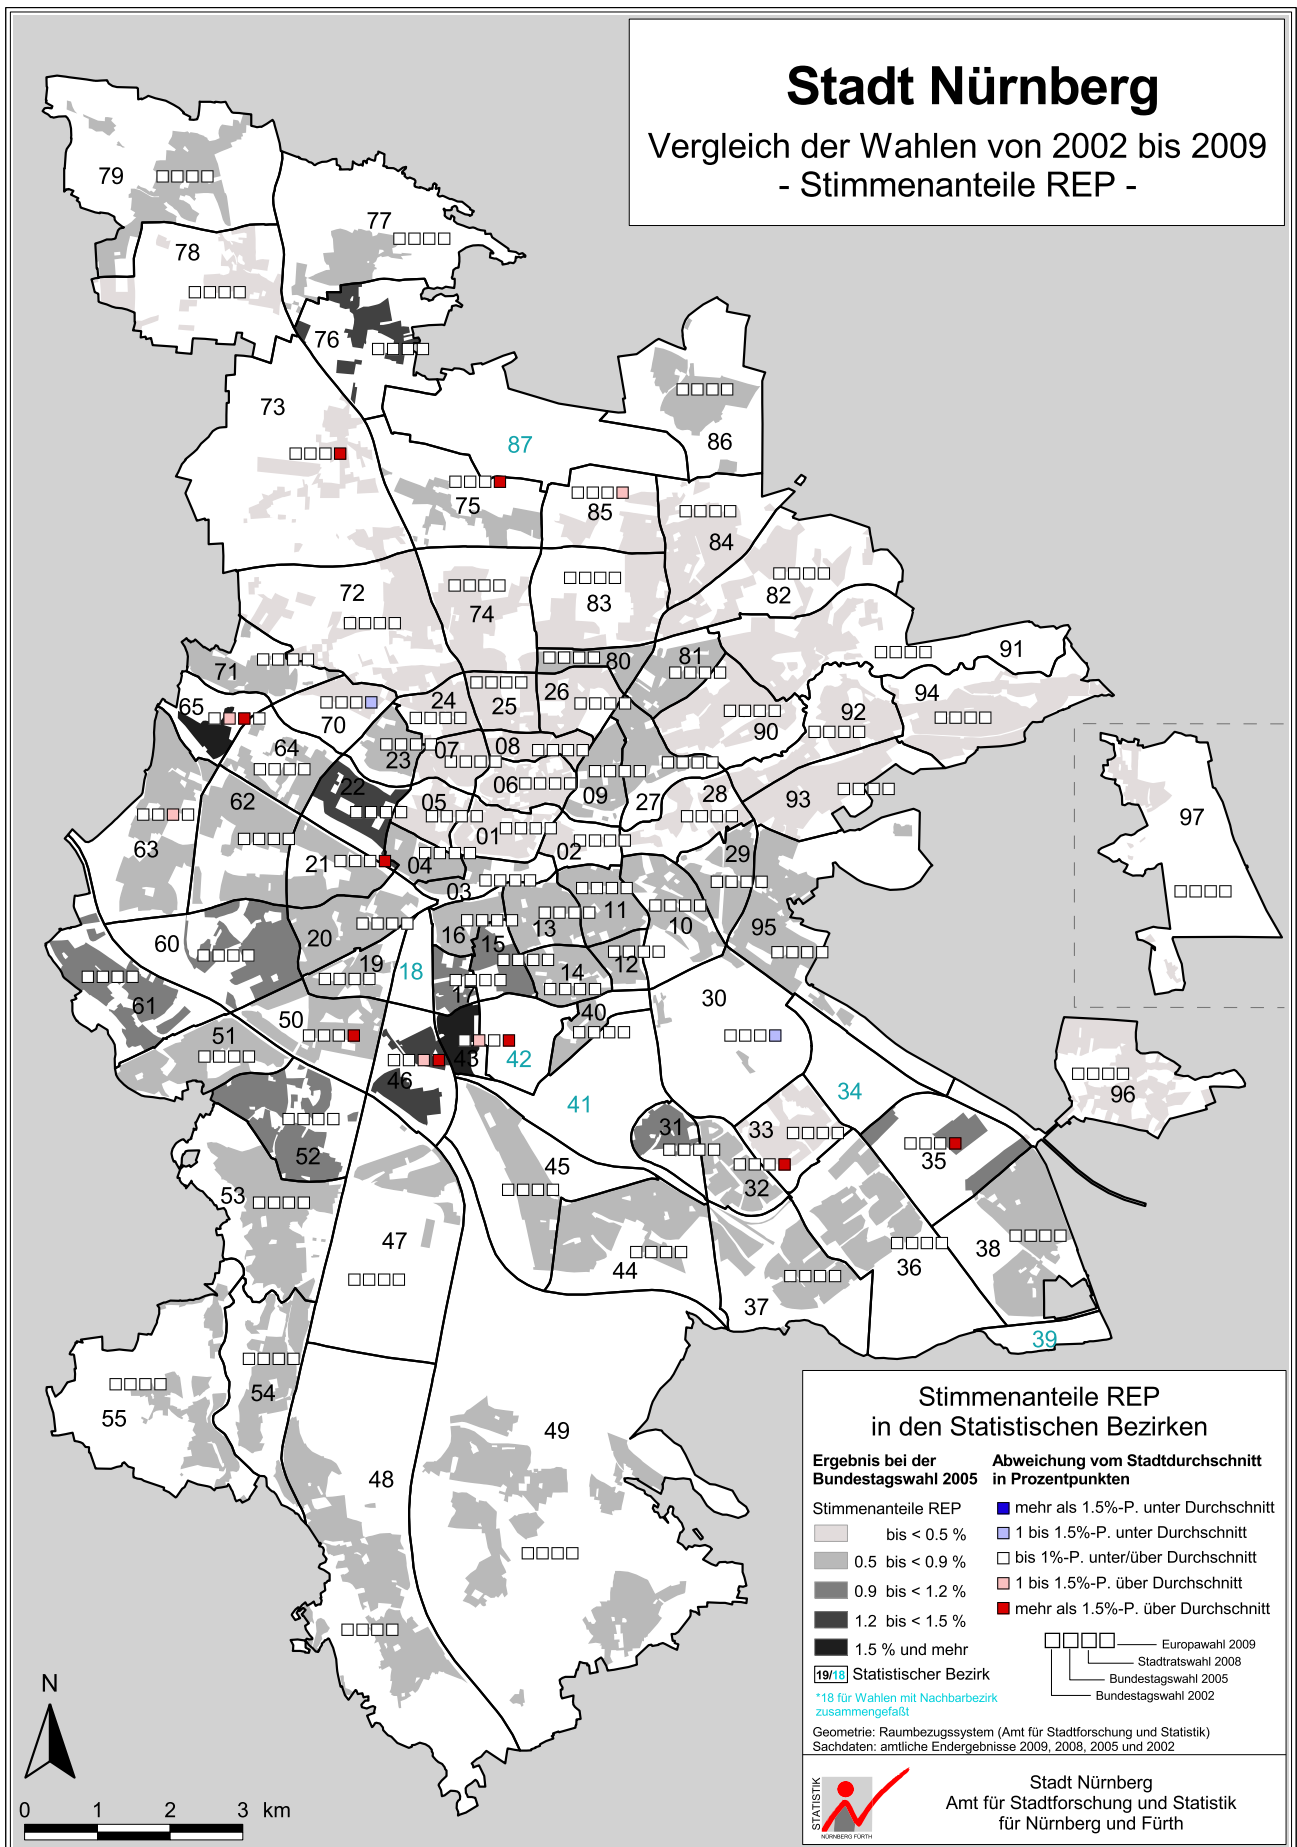 Stadt Nürnberg
Vergleich der Wahlen von 2002 bis 2009
- Stimmenanteile REP -
79
77
78
76
73
87
86
75
85
84
72
74
83
82
71
80
81
91
94
65
70
24
25
26
90
92
64
23
07
08
22
06
09
27
28
93
97
62
05
01
02
63
21
04
29
03
60
20
16
15
13
11
10
95
19
18
12
14
17
61
30
50
51
40
43
42
46
41
34
96
31
33
35
52
45
32
53
47
44
36
38
37
39
54
55
49
48
Stimmenanteile REP
in den Statistischen Bezirken
Ergebnis bei der
Bundestagswahl 2005
Stimmenanteile REP
bis < 0.5 %
0.5 bis < 0.9 %
0.9 bis < 1.2 %
1.2 bis < 1.5 %
1.5 % und mehr
19/18 Statistischer Bezirk
*18 für Wahlen mit Nachbarbezirk
zusammengefaßt
Abweichung vom Stadtdurchschnitt
in Prozentpunkten
mehr als 1.5%-P. unter Durchschnitt
1 bis 1.5%-P. unter Durchschnitt
bis 1%-P. unter/über Durchschnitt
1 bis 1.5%-P. über Durchschnitt
mehr als 1.5%-P. über Durchschnitt
Europawahl 2009
Stadtratswahl 2008
Bundestagswahl 2005
Bundestagswahl 2002
Geometrie: Raumbezugssystem (Amt für Stadtforschung und Statistik)
Sachdaten: amtliche Endergebnisse 2009, 2008, 2005 und 2002
STATISTIK
NÜRNBERG FÜRTH
Stadt Nürnberg
Amt für Stadtforschung und Statistik
für Nürnberg und Fürth
N
0 1 2 3 km